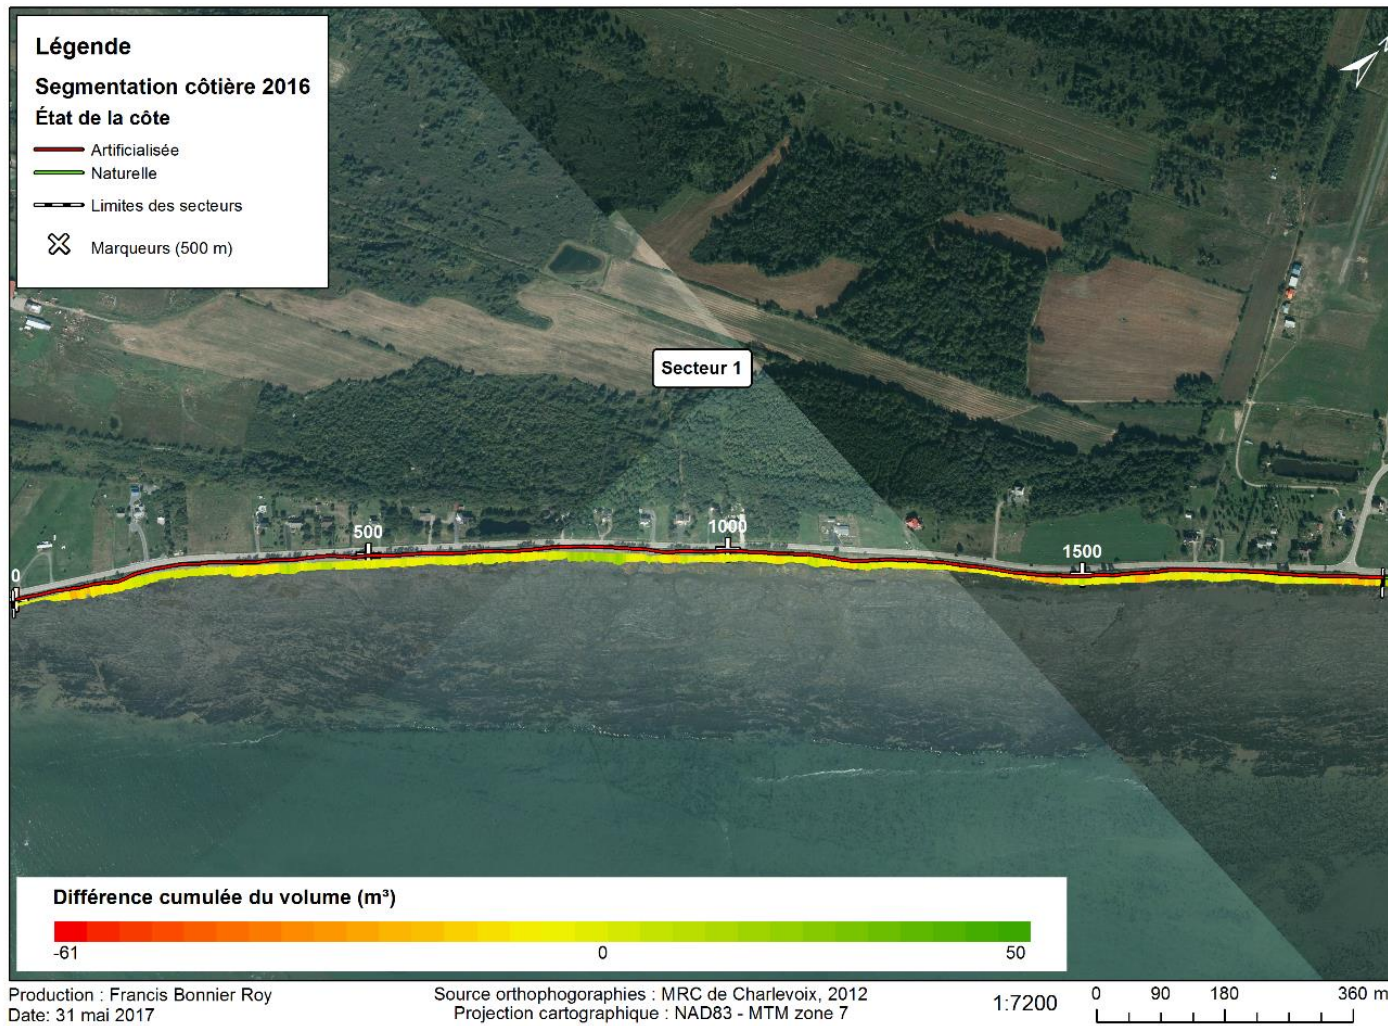 Légende
Segmentation côtière 2016
État de la côte
Artificialisée
Naturelle
Limites des secteurs
Marqueurs (500 m)
N
Secteur 1
0
500
1000
1500
Différence cumulée du volume (m³)
-61 0 50
Production : Francis Bonnier Roy
Date: 31 mai 2017
Source orthophogoraphies : MRC de Charlevoix, 2012
Projection cartographique : NAD83 - MTM zone 7
1:7200
0 90 180 360 m